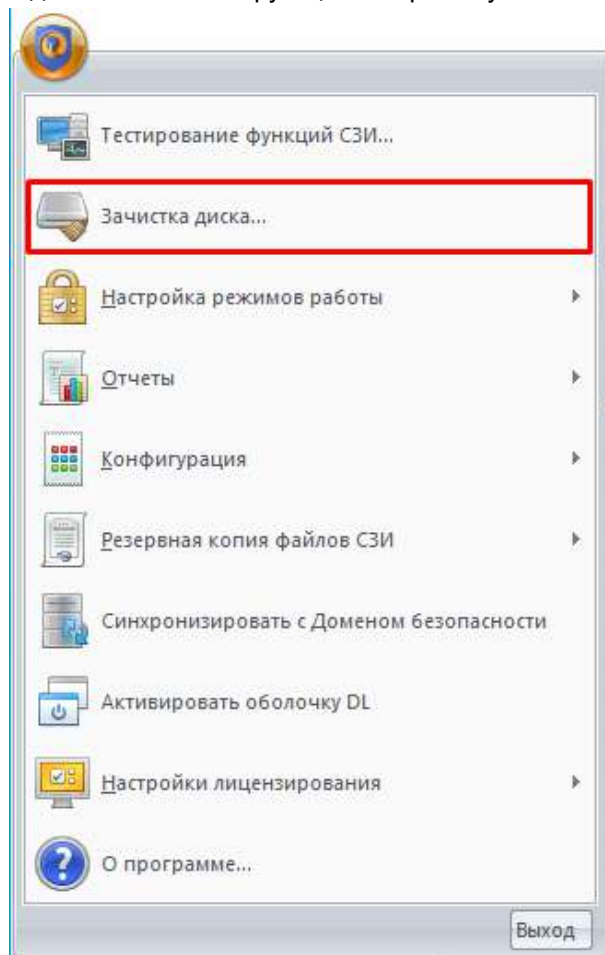 Тестирование функций СЗИ...
Зачистка диска...
Настройка режимов работы
Отчеты
Конфигурация
Резервная копия файлов СЗИ
Синхронизировать с Доменом безопасности
Активировать оболочку DL
Настройки лицензирования
О программе...
Выход